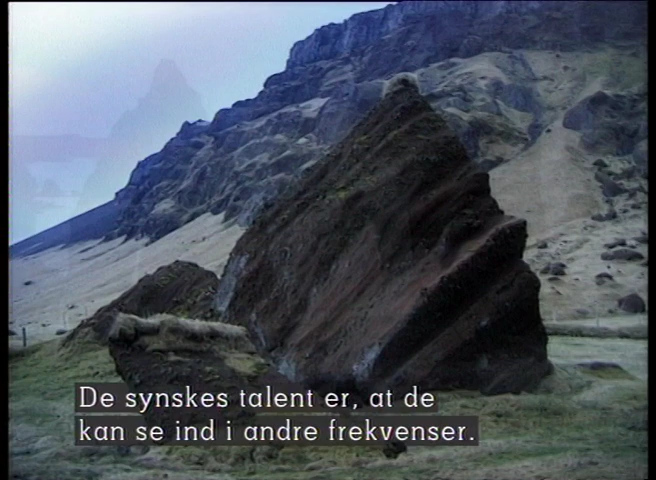 De synskes talent er, at de
kan se ind i andre frekvenser.